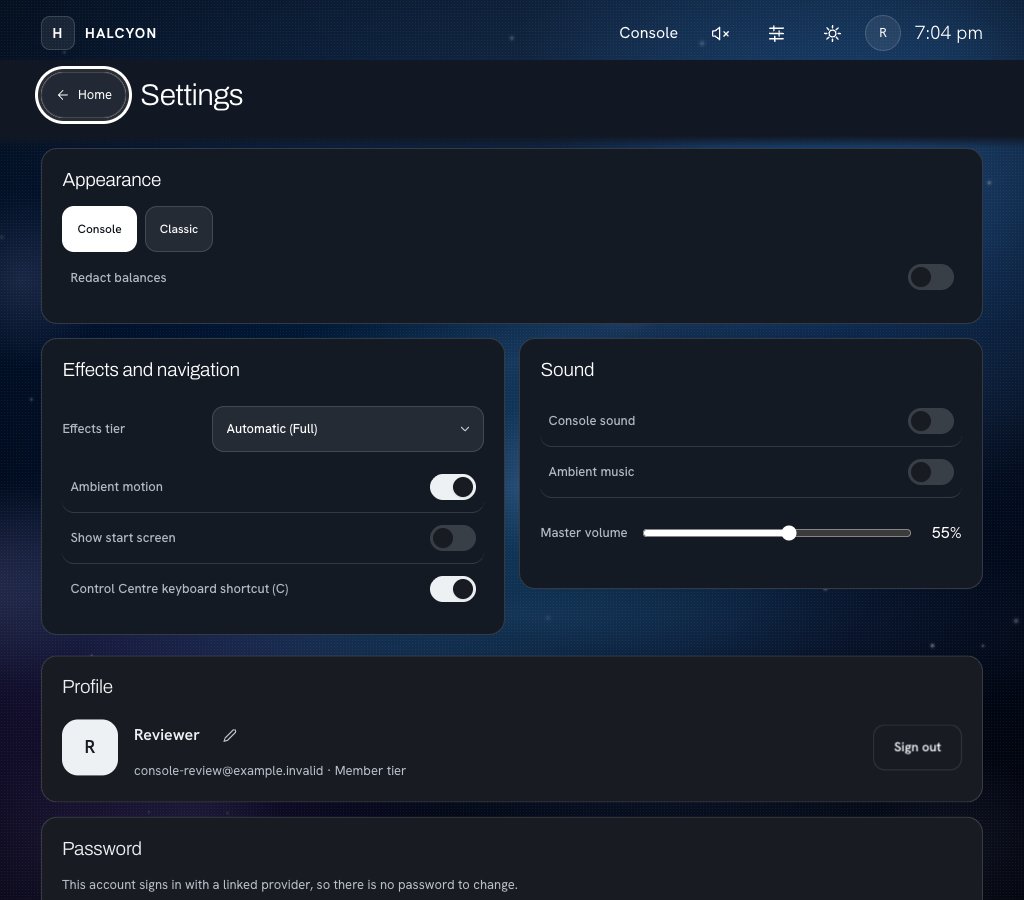 H HALCYON Console R 7:04 pm
Home Settings
Appearance
Console Classic
Redact balances
Effects and navigation
Effects tier Automatic (Full)
Ambient motion
Show start screen
Control Centre keyboard shortcut (C)
Sound
Console sound
Ambient music
Master volume 55%
Profile
R Reviewer
console-review@example.invalid · Member tier
Sign out
Password
This account signs in with a linked provider, so there is no password to change.